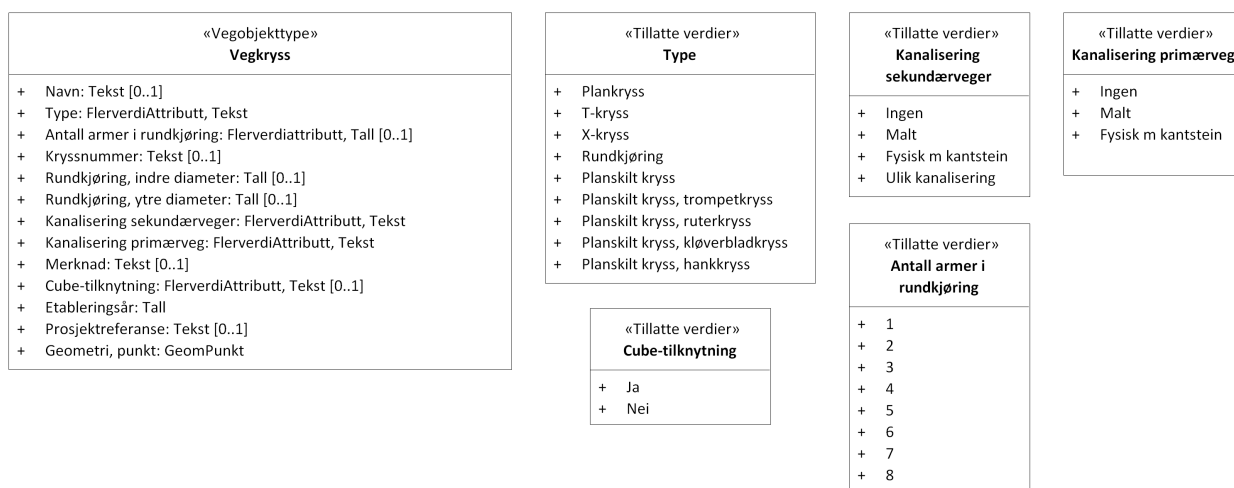 «Vegobjekttype»
Vegkryss
+ Navn: Tekst [0..1]
+ Type: FlerverdiAttributt, Tekst
+ Antall armer i rundkjøring: Flerverdiattributt, Tall [0..1]
+ Kryssnummer: Tekst [0..1]
+ Rundkjøring, indre diameter: Tall [0..1]
+ Rundkjøring, ytre diameter: Tall [0..1]
+ Kanalisering sekundærveger: FlerverdiAttributt, Tekst
+ Kanalisering primærveg: FlerverdiAttributt, Tekst
+ Merknad: Tekst [0..1]
+ Cube-tilknytning: FlerverdiAttributt, Tekst [0..1]
+ Etableringsår: Tall
+ Prosjektreferanse: Tekst [0..1]
+ Geometri, punkt: GeomPunkt
«Tillatte verdier»
Type
+ Plankryss
+ T-kryss
+ X-kryss
+ Rundkjøring
+ Planskilt kryss
+ Planskilt kryss, trompetkryss
+ Planskilt kryss, ruterkryss
+ Planskilt kryss, kløverbladkryss
+ Planskilt kryss, hankkryss
«Tillatte verdier»
Cube-tilknytning
+ Ja
+ Nei
«Tillatte verdier»
Kanalisering
sekundærveger
+ Ingen
+ Malt
+ Fysisk m kantstein
+ Ulik kanalisering
«Tillatte verdier»
Antall armer i
rundkjøring
+ 1
+ 2
+ 3
+ 4
+ 5
+ 6
+ 7
+ 8
«Tillatte verdier»
Kanalisering primærveg
+ Ingen
+ Malt
+ Fysisk m kantstein